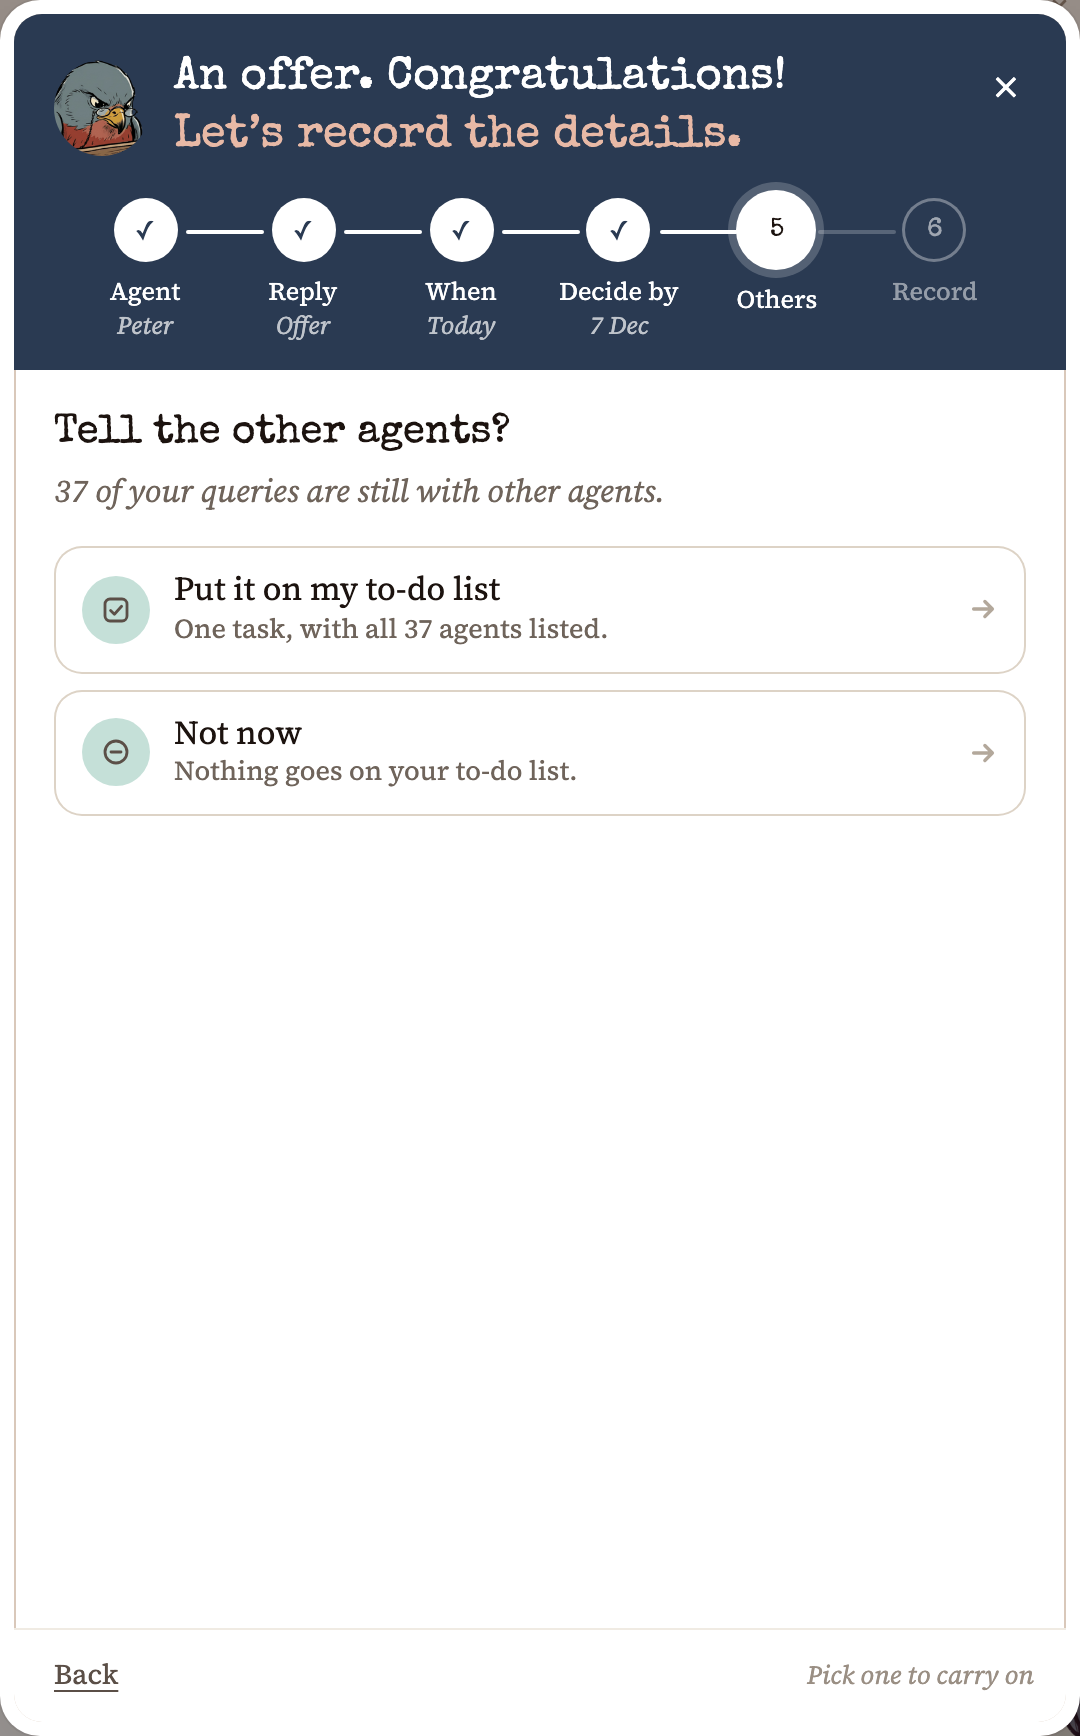 An offer. Congratulations!
Let’s record the details.
✓ ✓ ✓ ✓ 5 6
Agent Reply When Decide by Others Record
Peter Offer Today 7 Dec
Tell the other agents?
37 of your queries are still with other agents.
Put it on my to-do list
One task, with all 37 agents listed.
Not now
Nothing goes on your to-do list.
Back Pick one to carry on